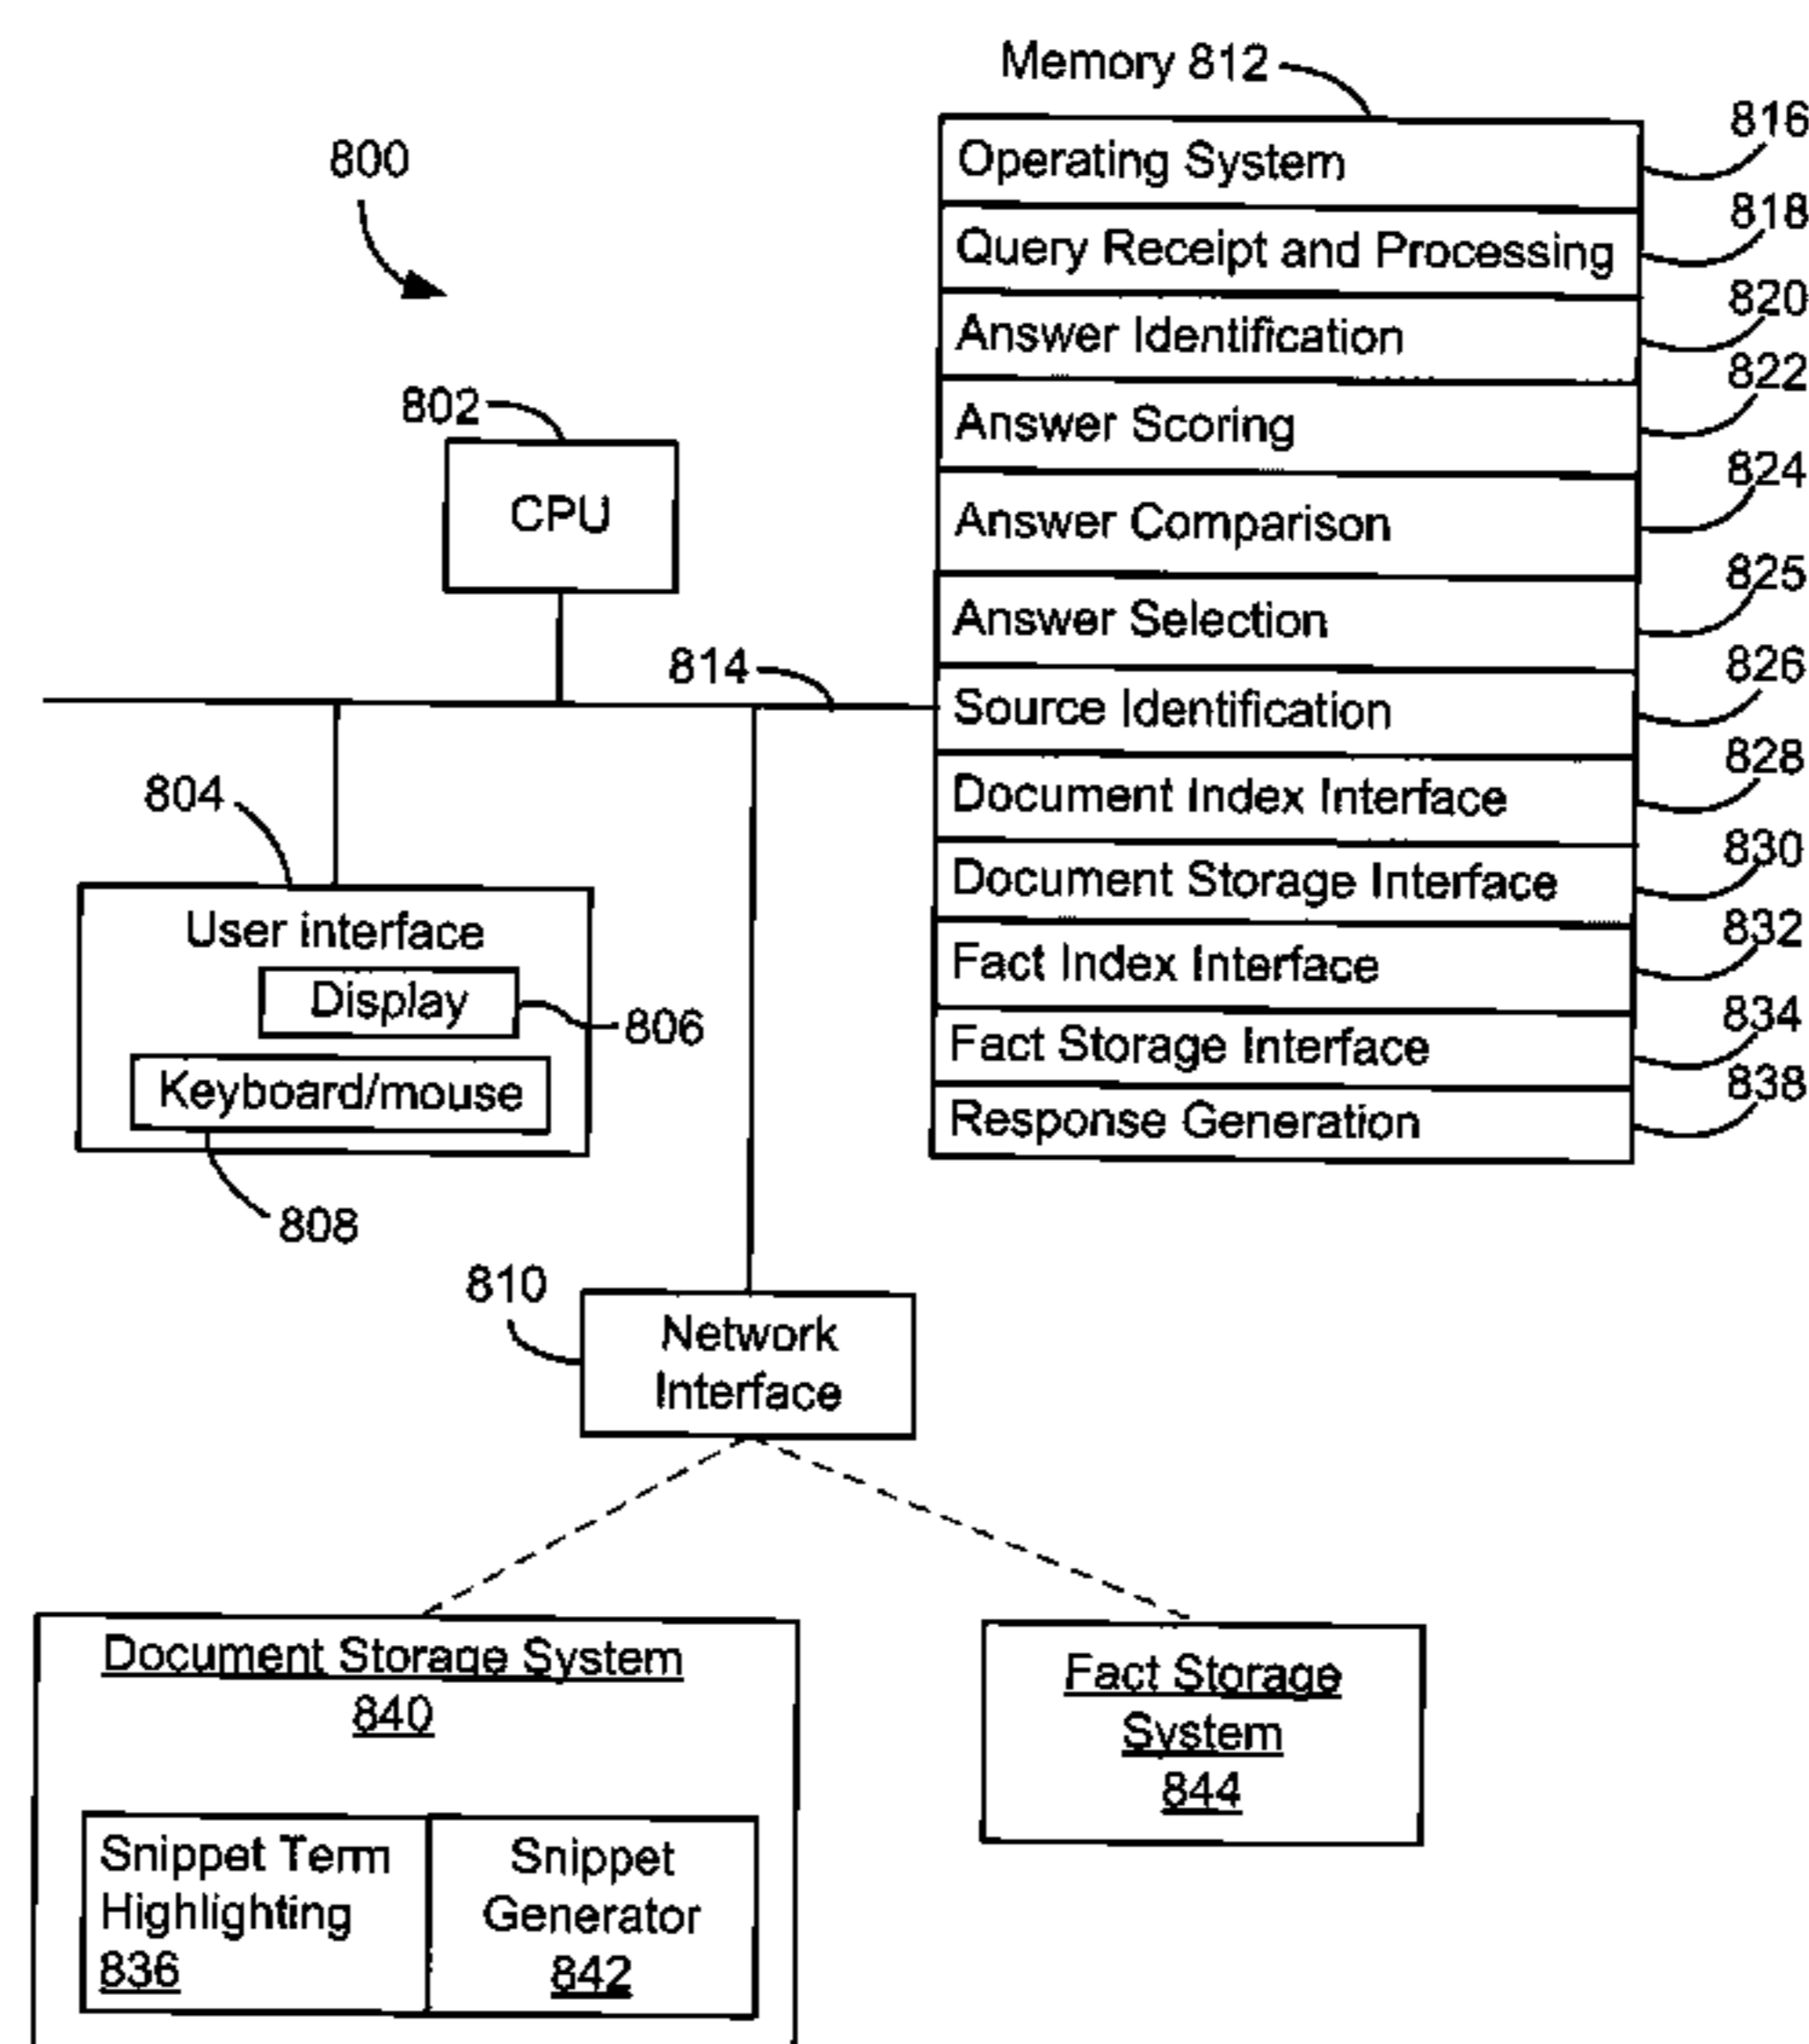 Memory 812
816
Operating System
800
818
Query Receipt and Processing
820
Answer Identification
822
802
Answer Scoring
824
CPU
Answer Comparison
825
Answer Selection
814
826
Source Identification
828
804
Document Index Interface
830
Document Storage Interface
User interface
832
Fact Index Interface
Display
806
834
Fact Storage Interface
Keyboard/mouse
838
Response Generation
808
810
Network
Interface
Document Storage System
840
Fact Storage
System
844
Snippet Term
Highlighting
836
Snippet
Generator
842